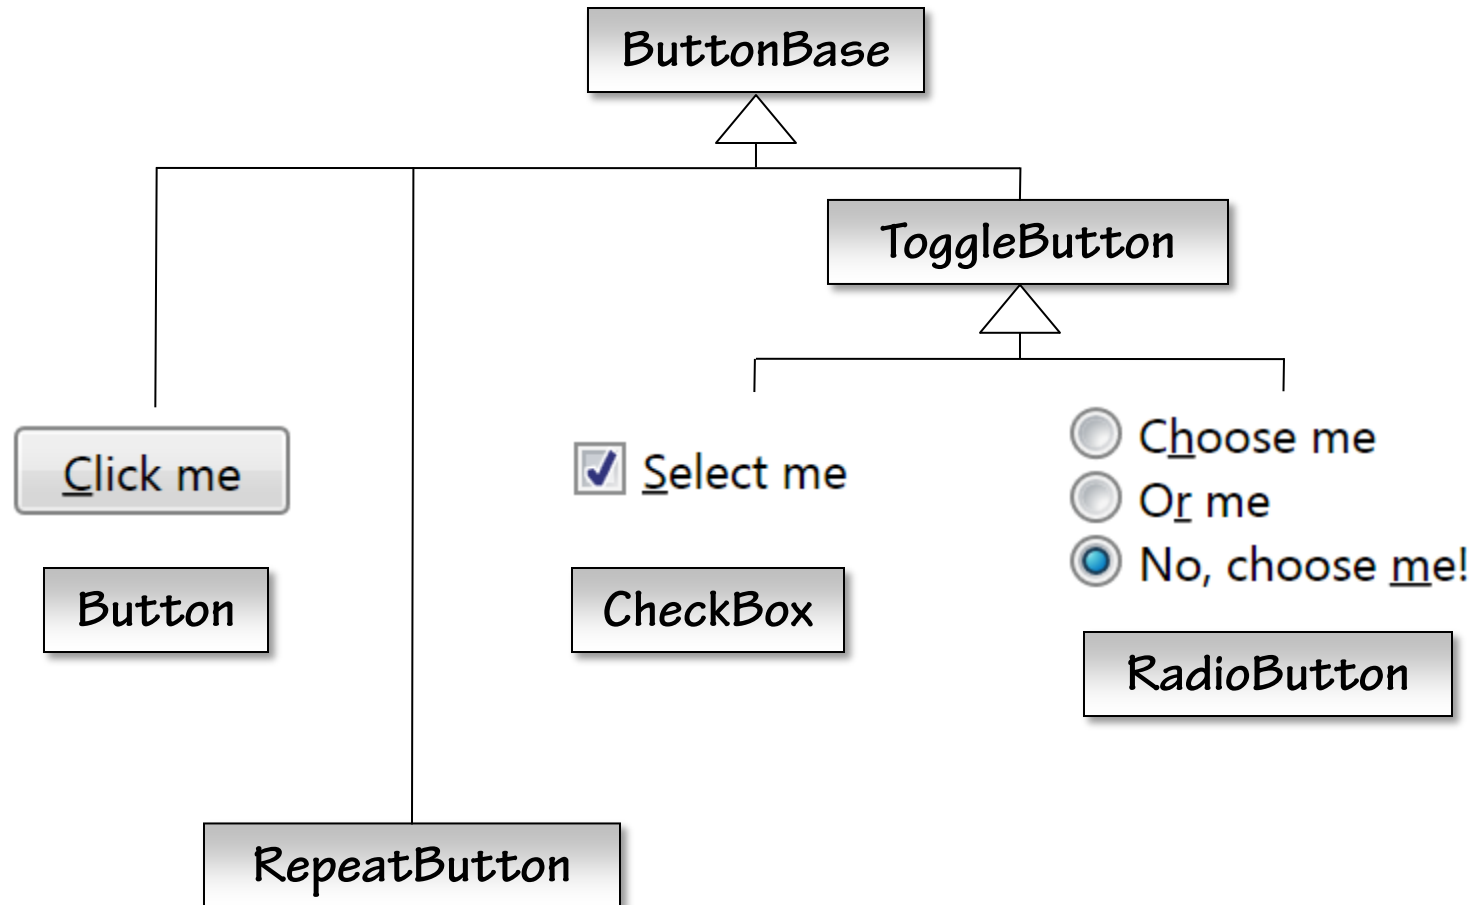 ButtonBase
ToggleButton
Click me
Select me
Choose me
Or me
No, choose me!
Button
CheckBox
RadioButton
RepeatButton